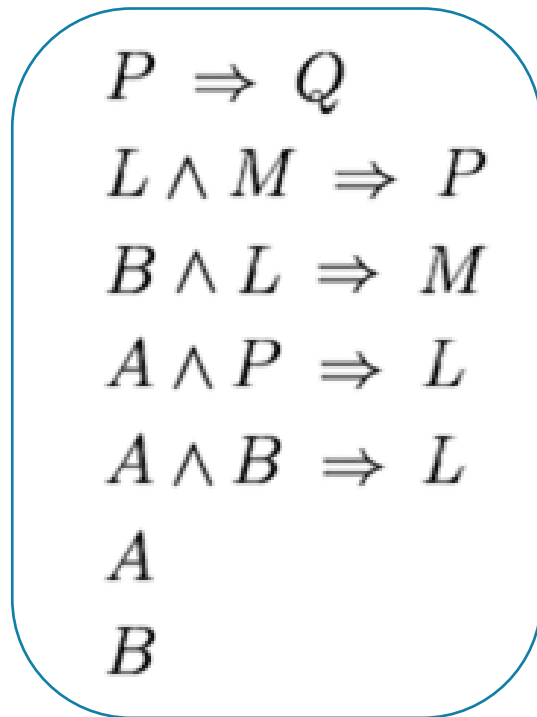 P ⇒ Q
L ∧ M ⇒ P
B ∧ L ⇒ M
A ∧ P ⇒ L
A ∧ B ⇒ L
A
B